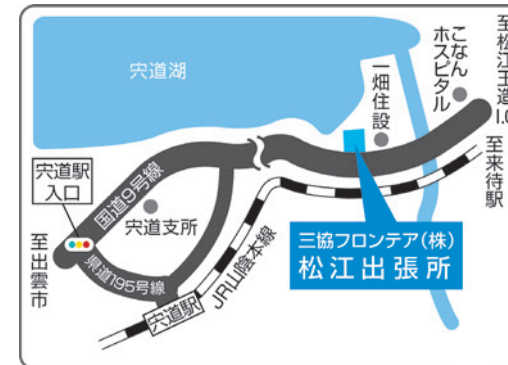 宍道湖
一畑住設
こなん
ホスピタル
至松江玉造I.C
至来待駅
宍道駅
入口
国道9号線
宍道支所
県道195号線
至出雲市
宍道駅
JR山陰本線
三協フロンテア(株)
松江出張所